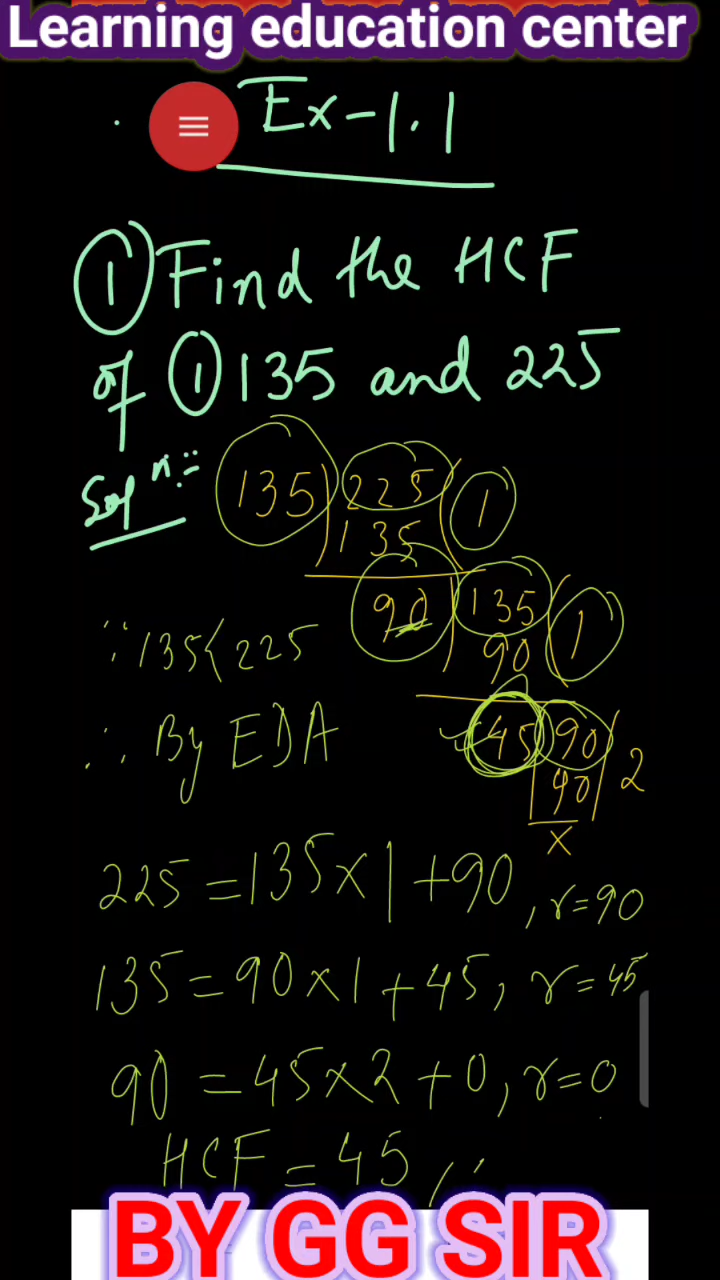 Learning education center
Ex-1.1
① Find the HCF
of ① 135 and 225
Solⁿ:-
135) 225 (1
135
90) 135 (1
90
45) 90 ( 2
90
x
∵ 135 < 225
∴ By EDA
225 = 135 x 1 + 90, r = 90
135 = 90 x 1 + 45, r = 45
90 = 45 x 2 + 0, r = 0
HCF = 45 //
BY GG SIR